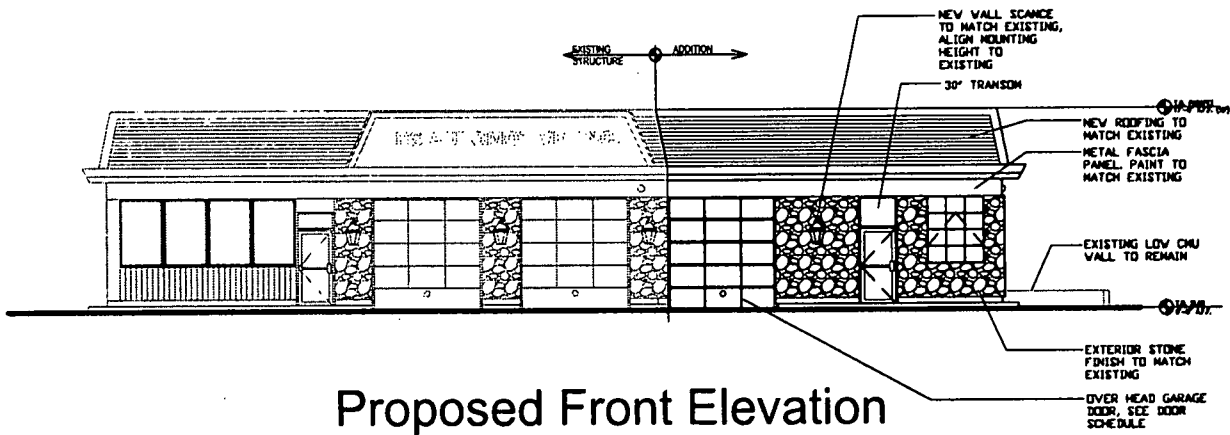 NEW WALL SCANCE
TO MATCH EXISTING,
ALIGN MOUNTING
HEIGHT TO
EXISTING
EXISTING
STRUCTURE
ADDITION
30" TRANSOM
NEW ROOFING TO
MATCH EXISTING
METAL FASCIA
PANEL. PAINT TO
MATCH EXISTING
EXISTING LOW CMU
WALL TO REMAIN
EXTERIOR STONE
FINISH TO MATCH
EXISTING
OVER HEAD GARAGE
DOOR, SEE DOOR
SCHEDULE
Proposed Front Elevation